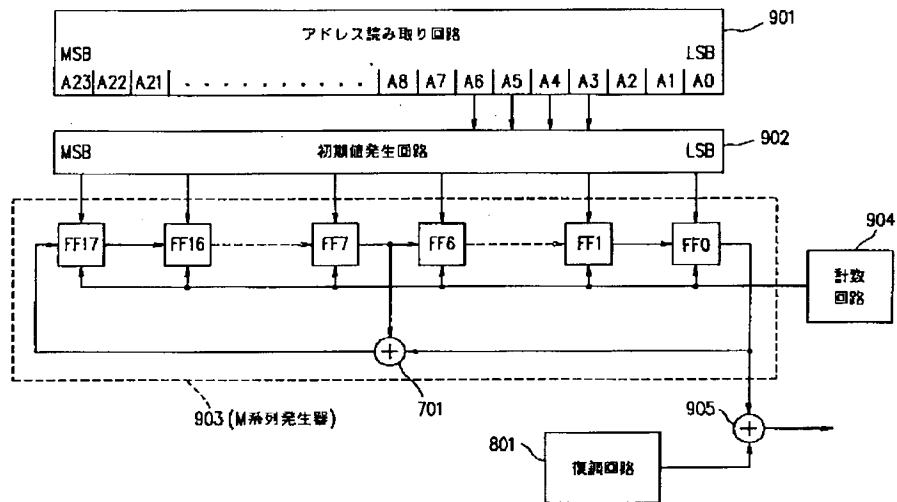 901
アドレス読み取り回路
MSB LSB
A23 A22 A21 . . . . . . . . . . A8 A7 A6 A5 A4 A3 A2 A1 A0
902
MSB 初期値発生回路 LSB
904
FF17 FF16 FF7 FF6 FF1 FF0
計数
回路
+
701
903 (M系列発生器)
905
+
801
復調回路